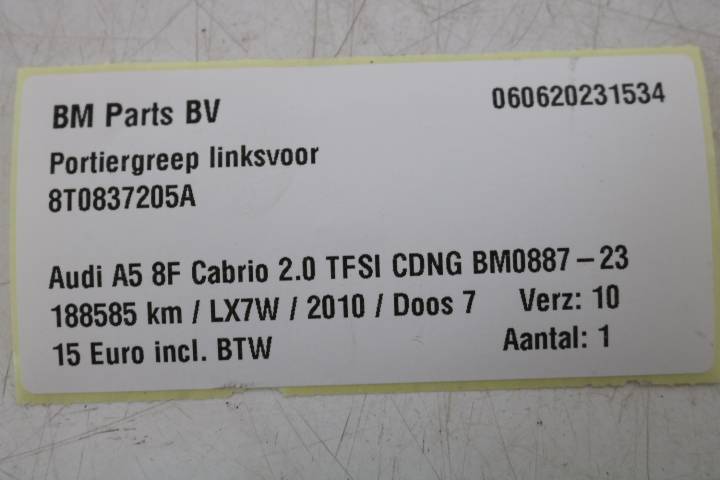 BM Parts BV 060620231534
Portiergreep linksvoor
8T0837205A
Audi A5 8F Cabrio 2.0 TFSI CDNG BM0887-23
188585 km / LX7W / 2010 / Doos 7 Verz: 10
15 Euro incl. BTW Aantal: 1